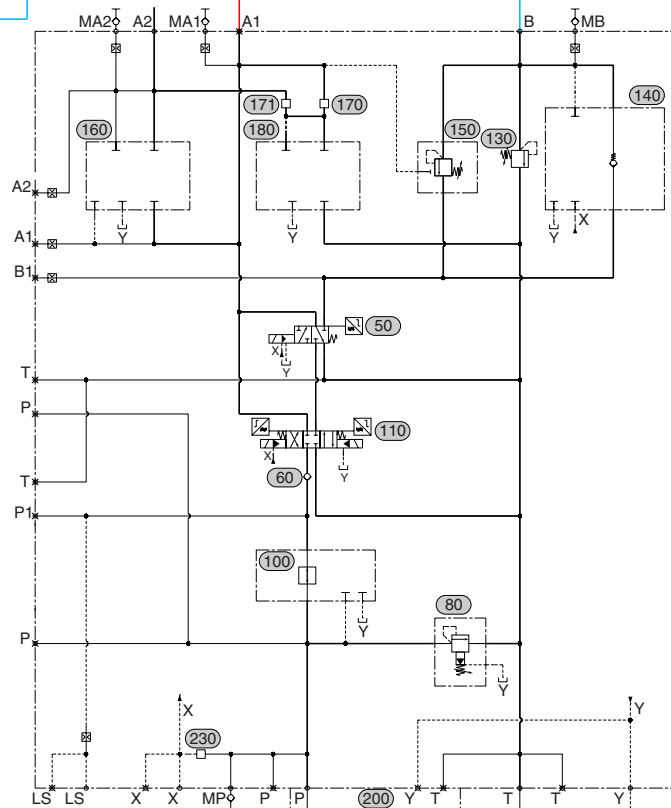 MA2 A2 MA1 A1 B MB
171 170
160 180 150 130 140
A2
Y Y Y X
A1
B1
50
X Y
T
P
110
X Y
60
T
P1
100
80
Y
P
Y
X Y
230
LS LS X X MP P P 200 Y T T T